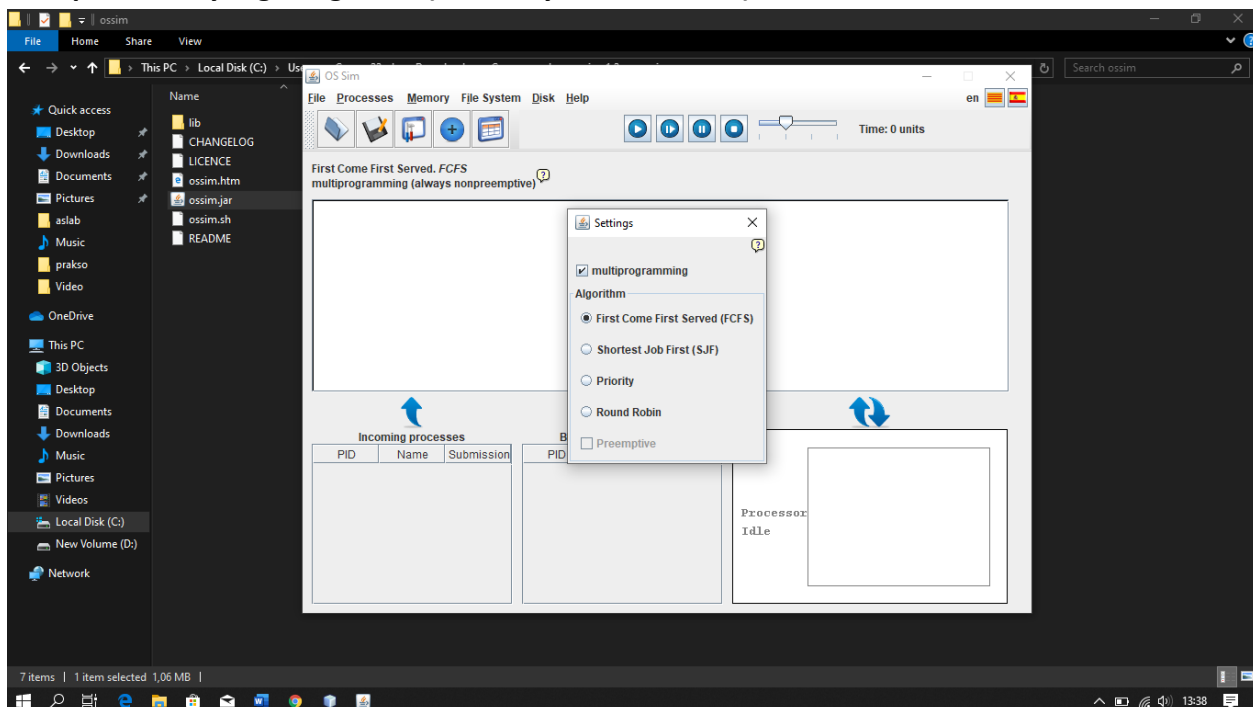 ossim
File Home Share View
This PC > Local Disk (C:) >
Search ossim
Quick access
Desktop
Downloads
Documents
Pictures
aslab
Music
prakso
Video
OneDrive
This PC
3D Objects
Desktop
Documents
Downloads
Music
Pictures
Videos
Local Disk (C:)
New Volume (D:)
Network
Name
lib
CHANGELOG
LICENCE
ossim.htm
ossim.jar
ossim.sh
README
OS Sim
File Processes Memory File System Disk Help
en
Time: 0 units
First Come First Served. FCFS
multiprogramming (always nonpreemptive)
Settings
multiprogramming
Algorithm
First Come First Served (FCFS)
Shortest Job First (SJF)
Priority
Round Robin
Preemptive
Incoming processes
PID Name Submission
PID
Processor
Idle
7 items 1 item selected 1,06 MB
13:38